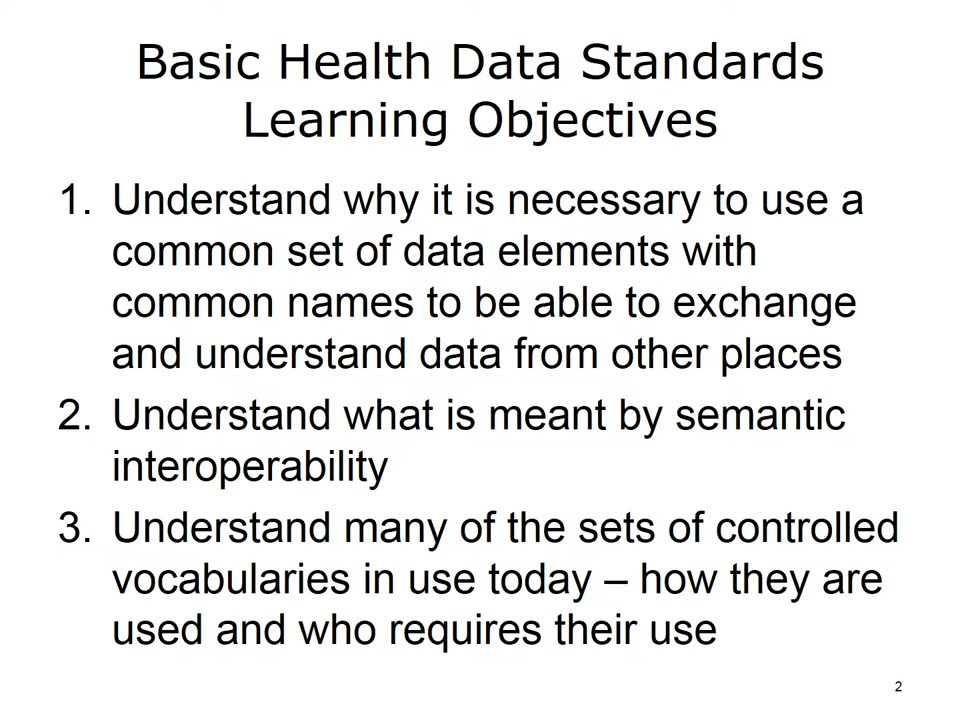 Basic Health Data Standards
Learning Objectives
1. Understand why it is necessary to use a
common set of data elements with
common names to be able to exchange
and understand data from other places
2. Understand what is meant by semantic
interoperability
3. Understand many of the sets of controlled
vocabularies in use today – how they are
used and who requires their use
2